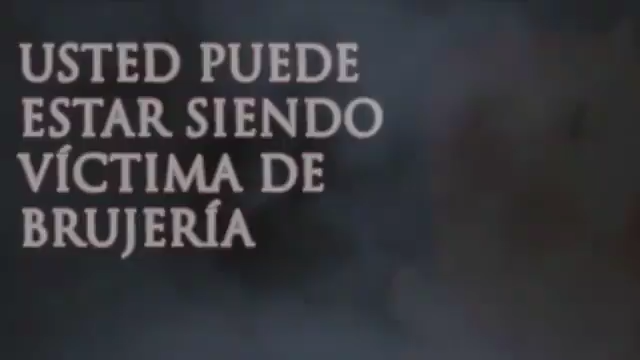 USTED PUEDE
ESTAR SIENDO
VÍCTIMA DE
BRUJERÍA